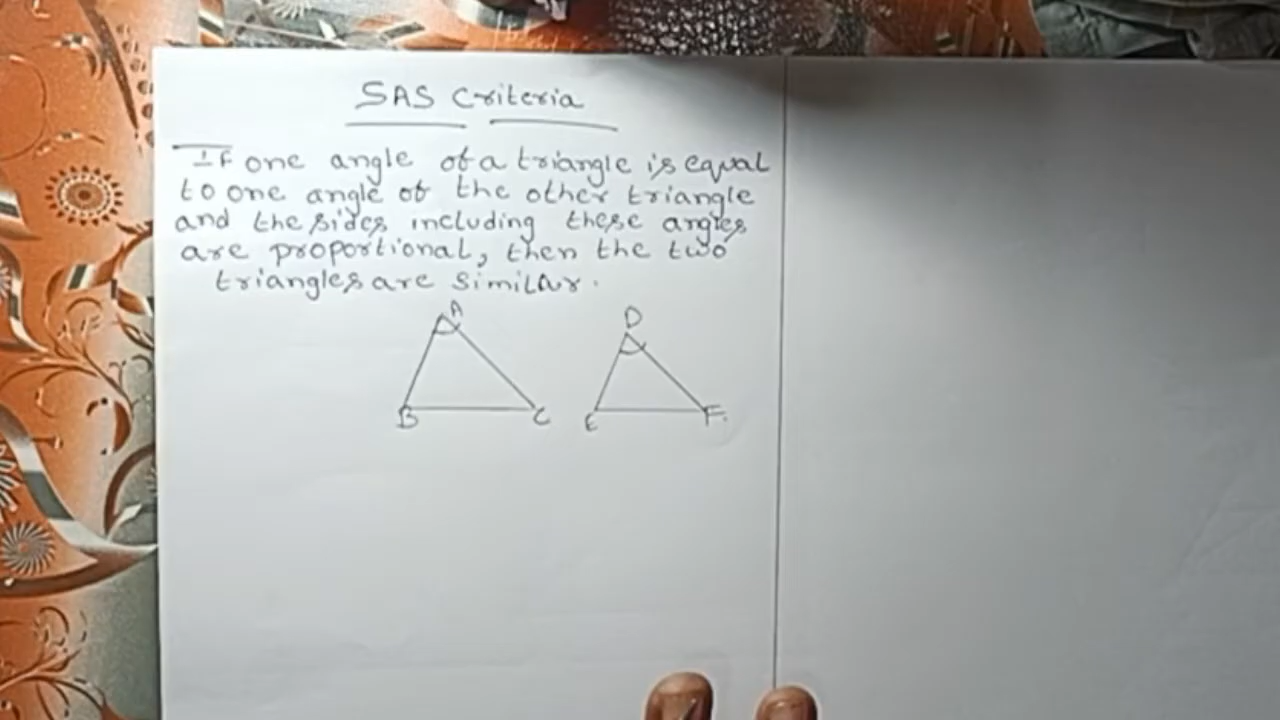 SAS Criteria
If one angle of a triangle is equal
to one angle of the other triangle
and the sides including these angles
are proportional, then the two
triangles are similar.
A
D
B
C
E
F.